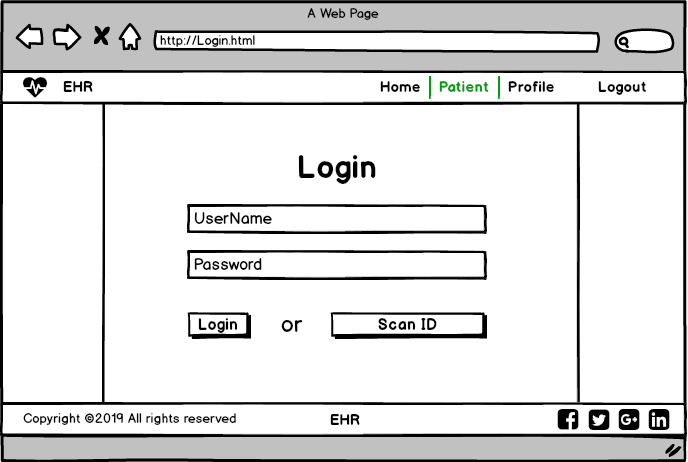 A Web Page
http://Login.html
EHR Home Patient Profile Logout
Login
UserName
Password
Login or Scan ID
Copyright ©2019 All rights reserved EHR